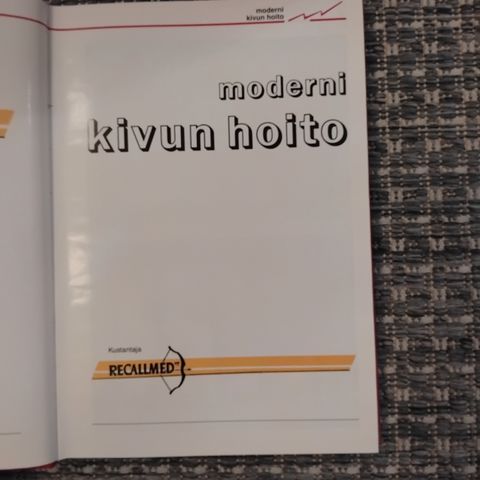 moderni
kivun hoito
moderni
kivun hoito
Kustantaja
RECALLMED